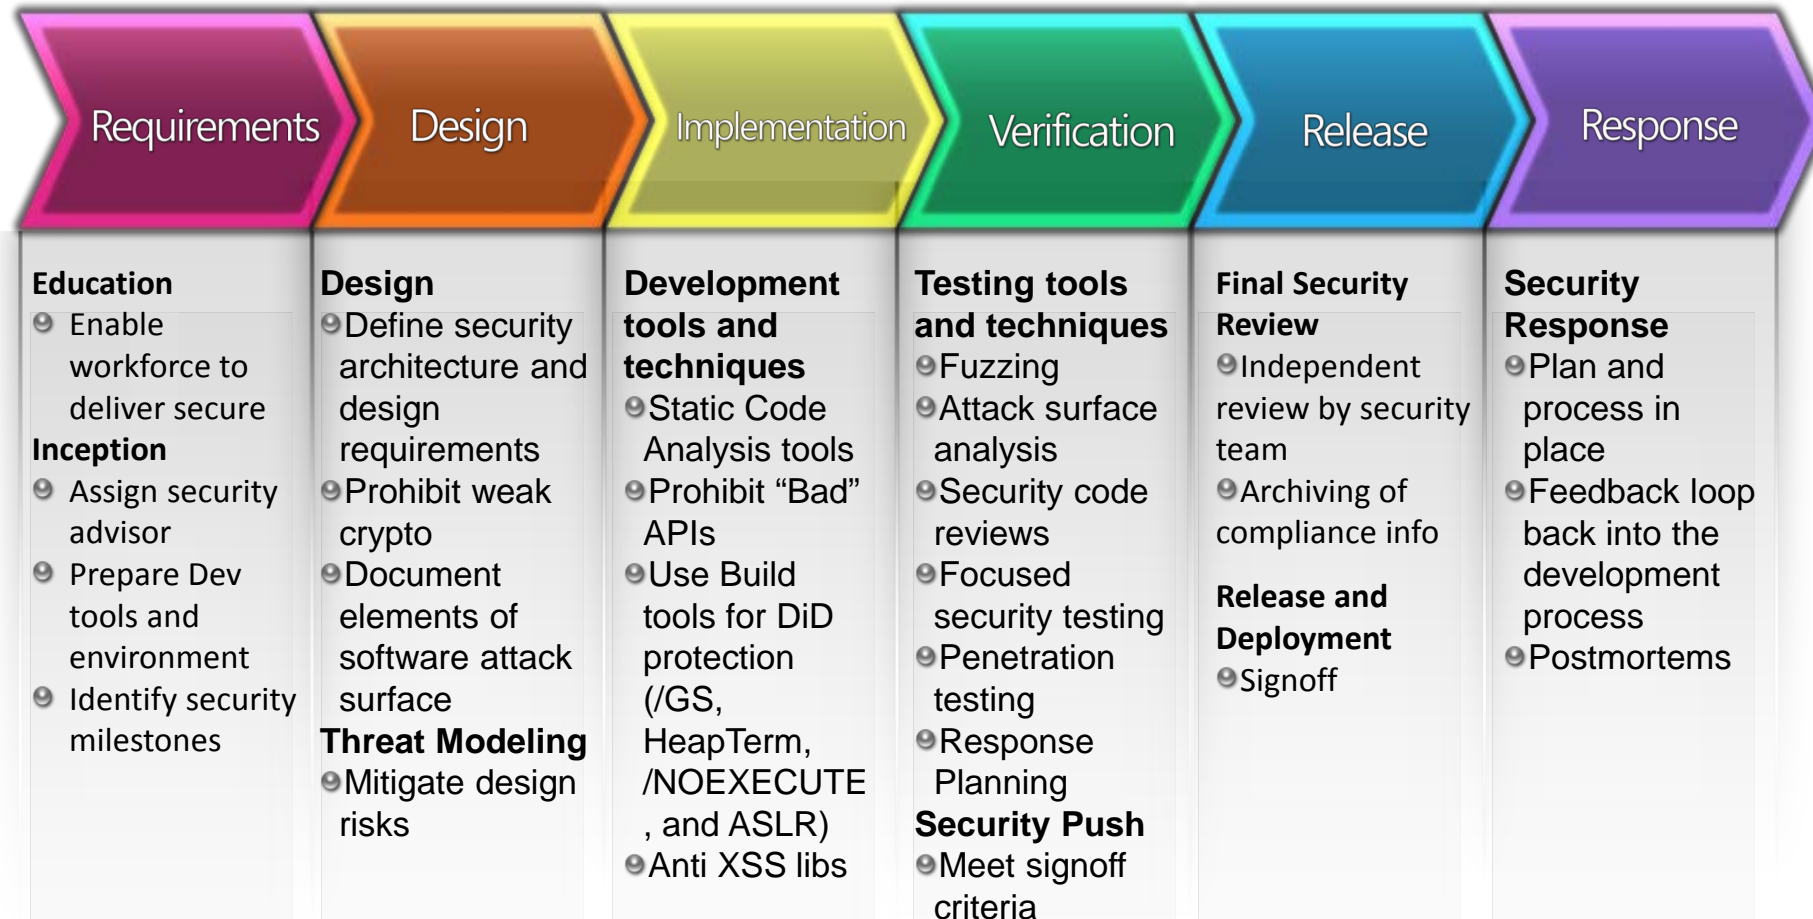 Requirements
Design
Implementation
Verification
Release
Response
Education
Enable
workforce to
deliver secure
Inception
Assign security
advisor
Prepare Dev
tools and
environment
Identify security
milestones
Design
Define security
architecture and
design
requirements
Prohibit weak
crypto
Document
elements of
software attack
surface
Threat Modeling
Mitigate design
risks
Development
tools and
techniques
Static Code
Analysis tools
Prohibit “Bad”
APIs
Use Build
tools for DiD
protection
(/GS,
HeapTerm,
/NOEXECUTE
, and ASLR)
Anti XSS libs
Testing tools
and techniques
Fuzzing
Attack surface
analysis
Security code
reviews
Focused
security testing
Penetration
testing
Response
Planning
Security Push
Meet signoff
criteria
Final Security
Review
Independent
review by security
team
Archiving of
compliance info
Release and
Deployment
Signoff
Security
Response
Plan and
process in
place
Feedback loop
back into the
development
process
Postmortems